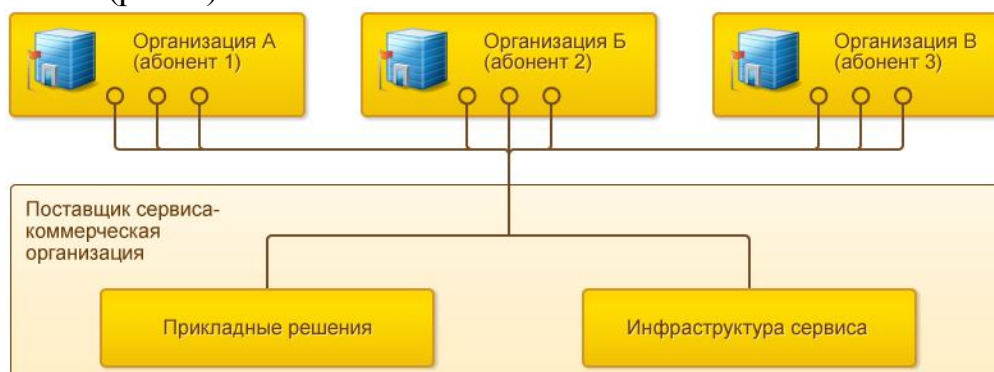 Организация А
(абонент 1)
Организация Б
(абонент 2)
Организация В
(абонент 3)
Поставщик сервиса-
коммерческая
организация
Прикладные решения
Инфраструктура сервиса